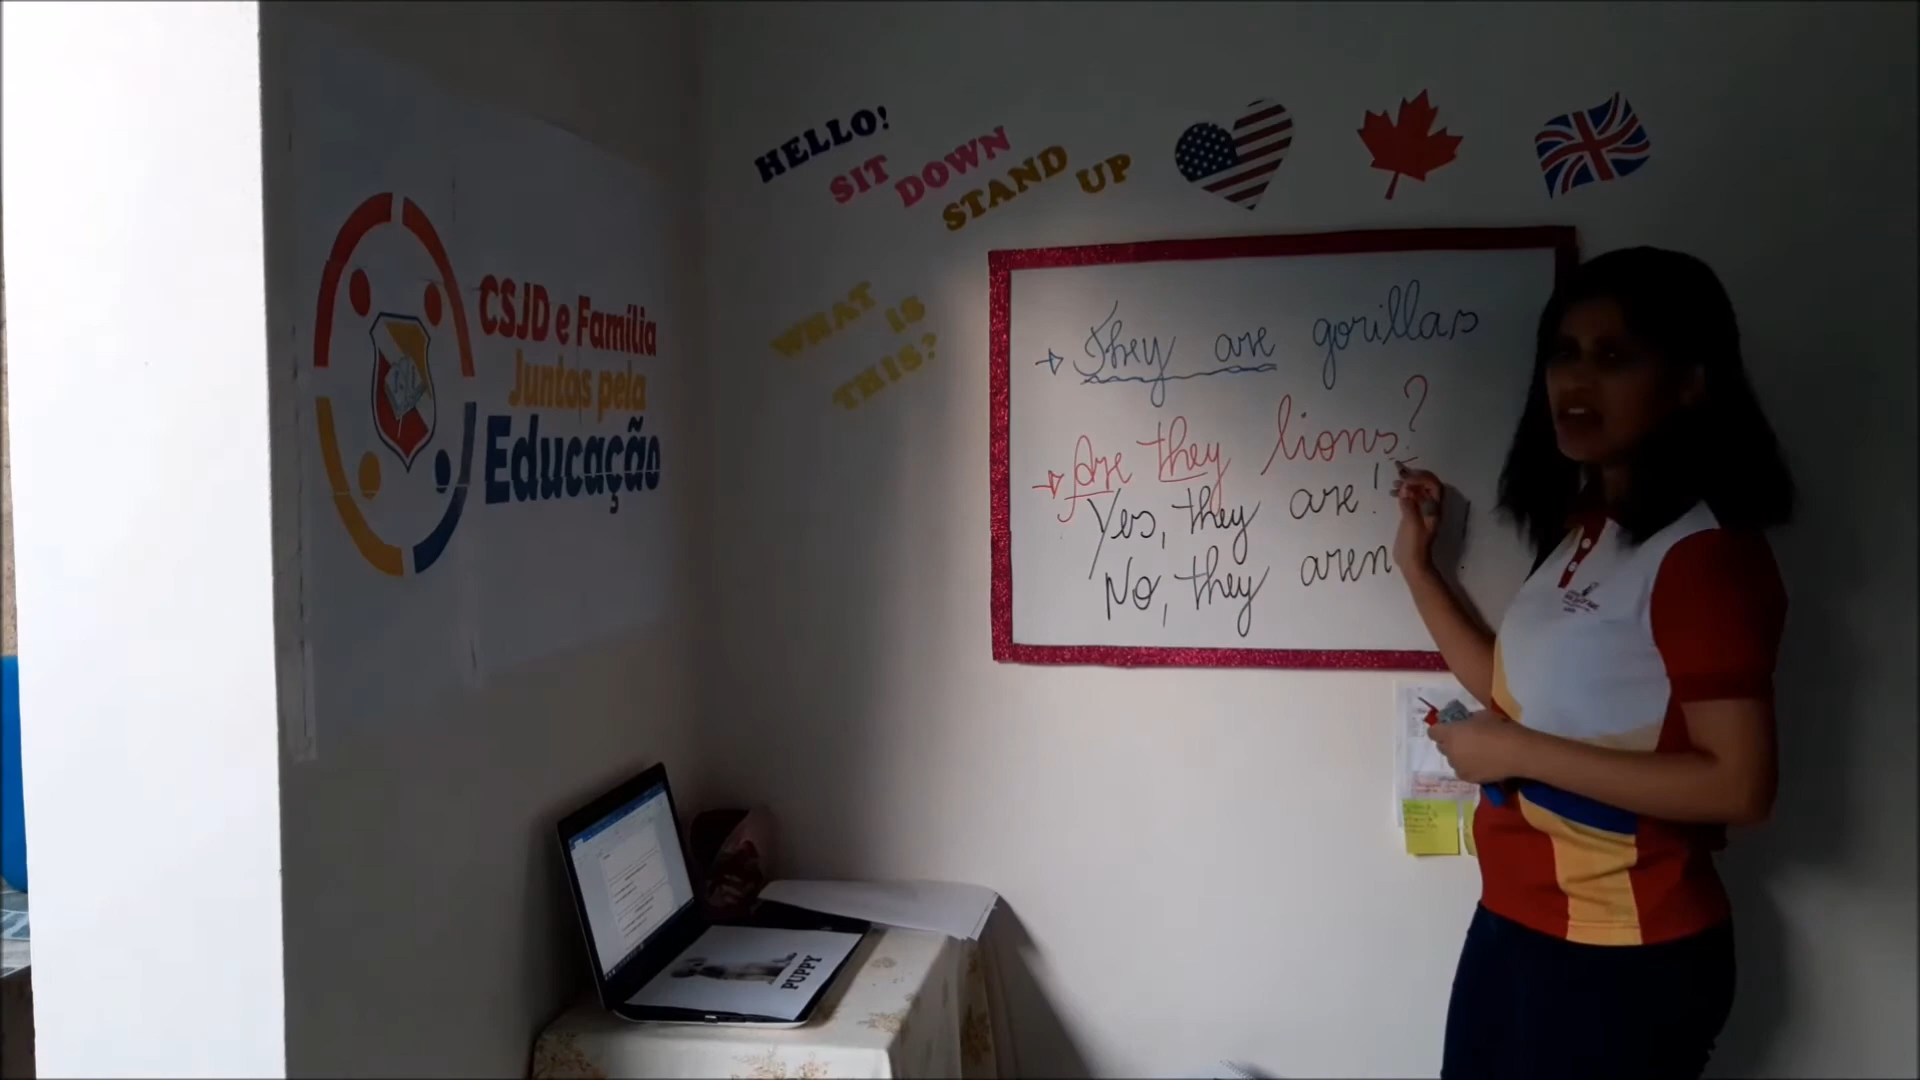 HELLO!
SIT DOWN
STAND UP
WHAT IS
THIS?
CSJD e Família
Juntos pela
Educação
They are gorillas
Are they lions?
Yes, they are!
No, they aren
PUPPY